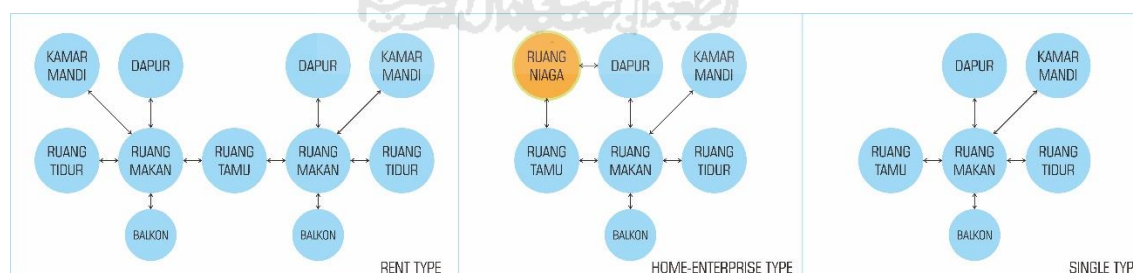 KAMAR
MANDI
DAPUR
DAPUR
KAMAR
MANDI
RUANG
TIDUR
RUANG
MAKAN
RUANG
TAMU
RUANG
MAKAN
RUANG
TIDUR
BALKON
BALKON
RENT TYPE
RUANG
NIAGA
DAPUR
KAMAR
MANDI
RUANG
TAMU
RUANG
MAKAN
RUANG
TIDUR
BALKON
HOME-ENTERPRISE TYPE
DAPUR
KAMAR
MANDI
RUANG
TAMU
RUANG
MAKAN
RUANG
TIDUR
BALKON
SINGLE TYP